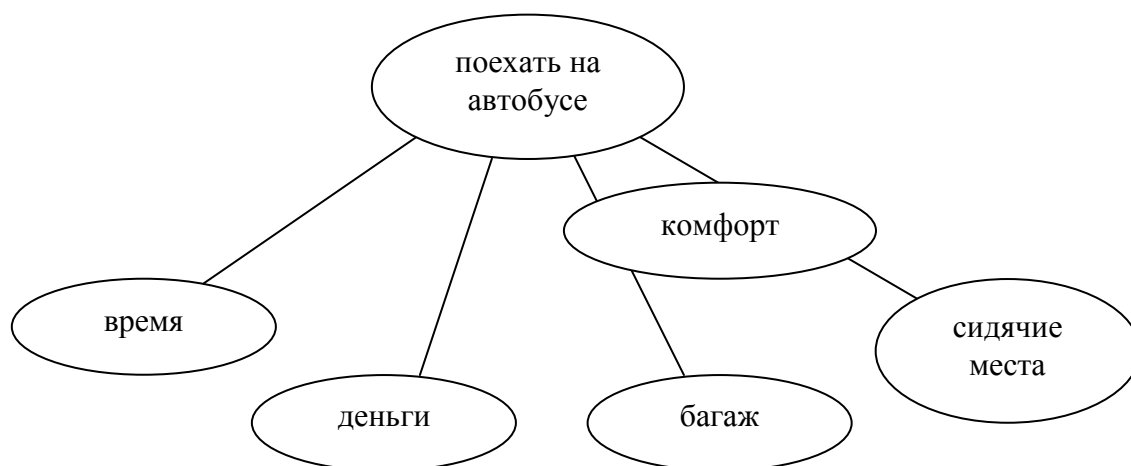 поехать на
автобусе
комфорт
время
сидячие
места
деньги
багаж